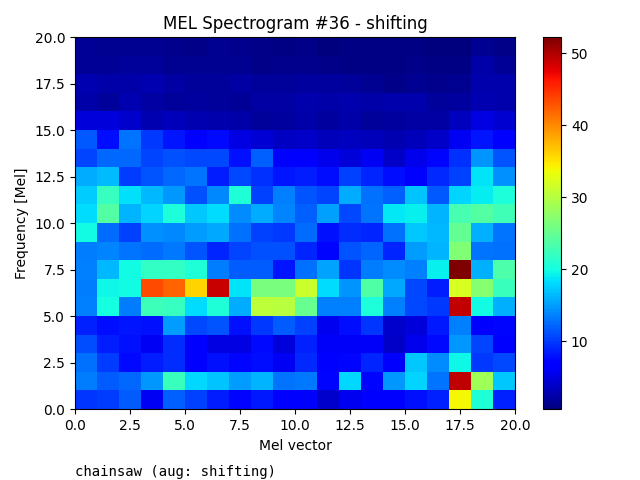 MEL Spectrogram #36 - shifting
20.0
17.5
15.0
12.5
10.0
7.5
5.0
2.5
0.0
Frequency [Mel]
0.0 2.5 5.0 7.5 10.0 12.5 15.0 17.5 20.0
Mel vector
50
40
30
20
10
chainsaw (aug: shifting)